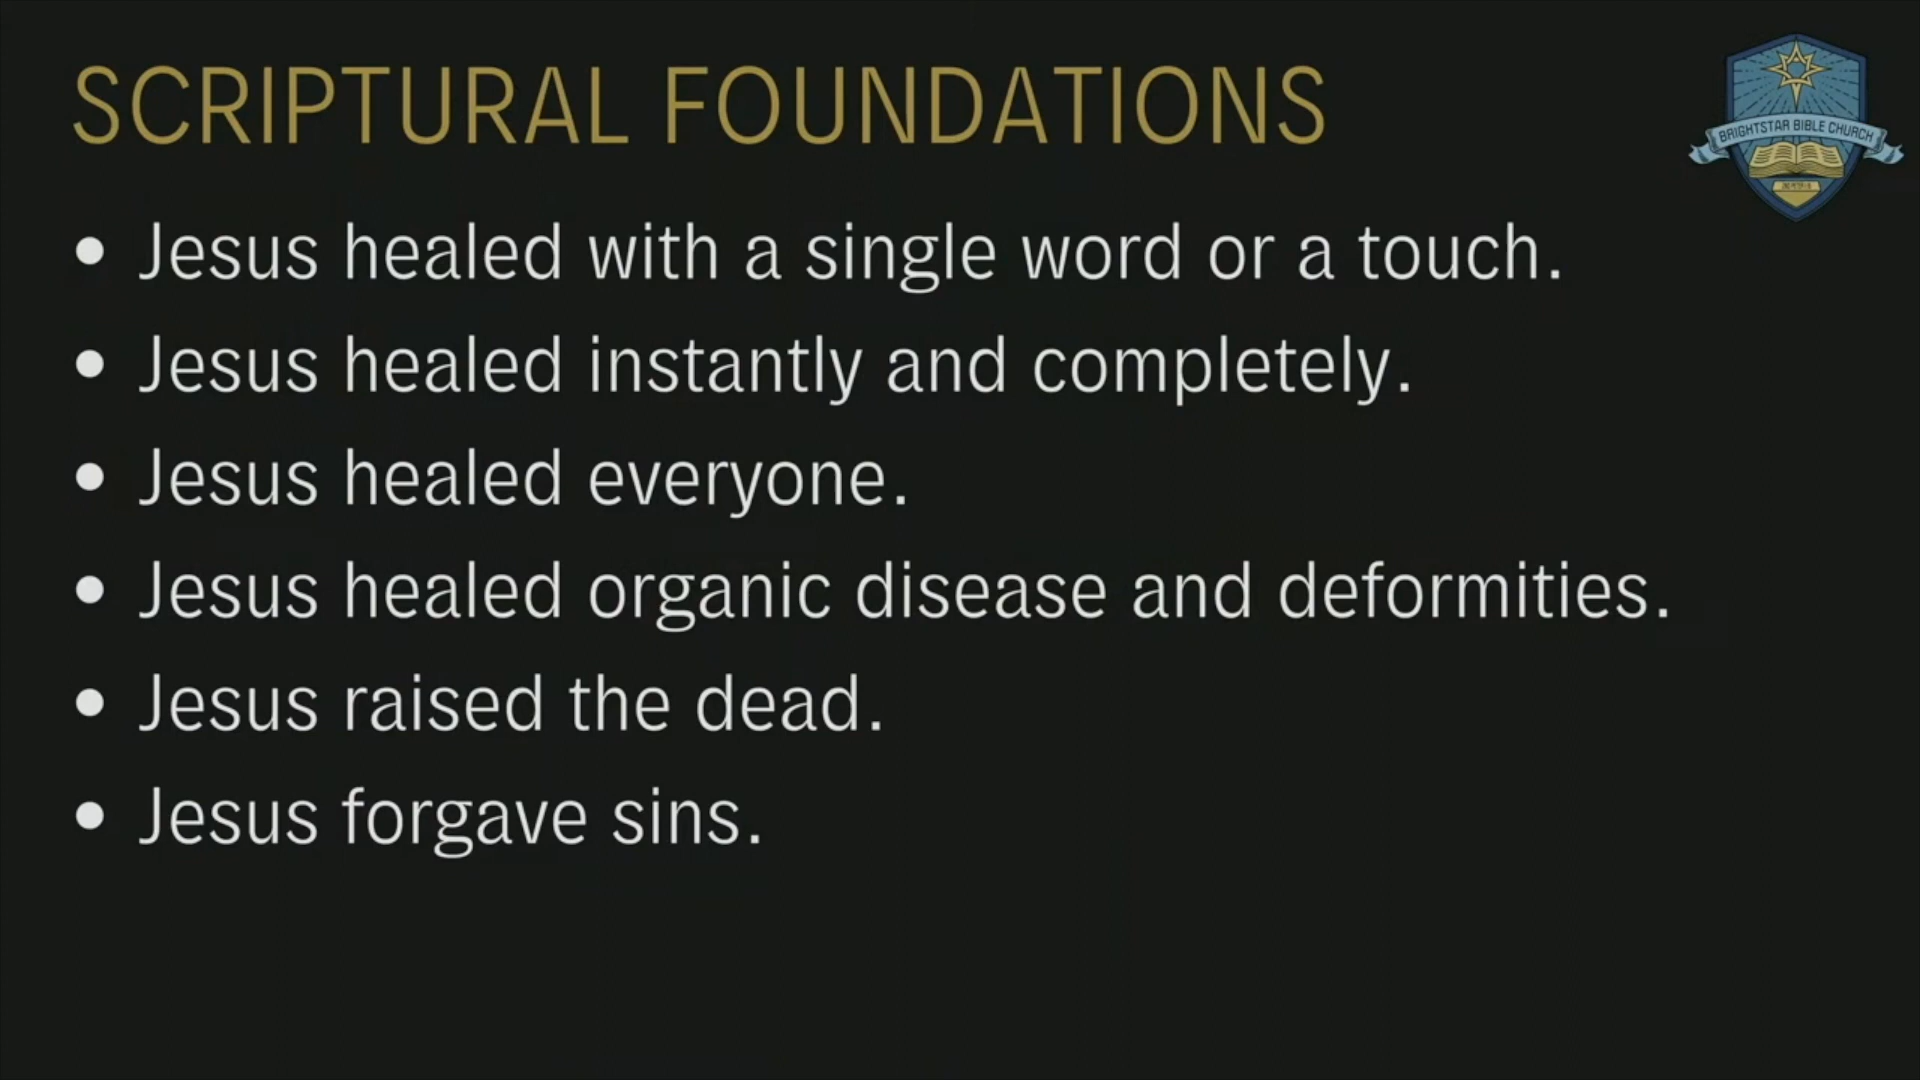 SCRIPTURAL FOUNDATIONS
BRIGHTSTAR BIBLE CHURCH
• Jesus healed with a single word or a touch.
• Jesus healed instantly and completely.
• Jesus healed everyone.
• Jesus healed organic disease and deformities.
• Jesus raised the dead.
• Jesus forgave sins.